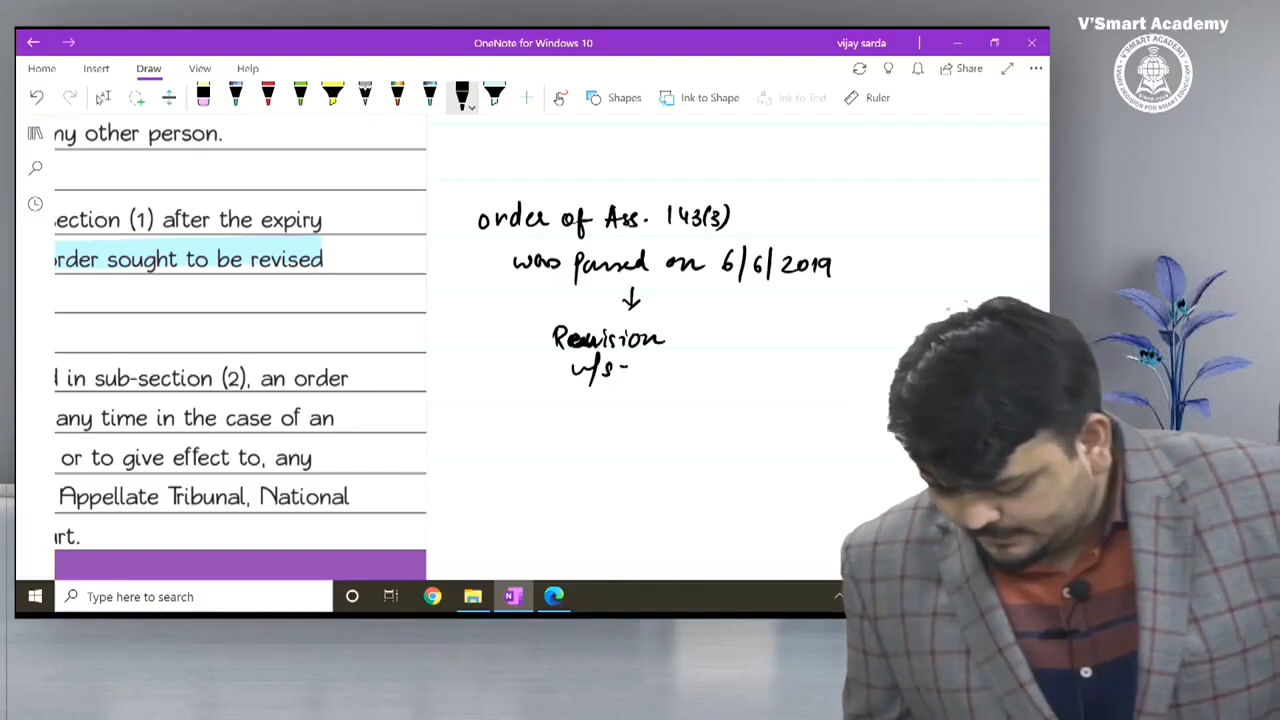 V'Smart Academy
OneNote for Windows 10
vijay sarda
Home Insert Draw View Help
Share
Shapes Ink to Shape Ink to Text Ruler
ny other person.
ection (1) after the expiry
order sought to be revised
d in sub-section (2), an order
any time in the case of an
or to give effect to, any
Appellate Tribunal, National
urt.
order of Ass. 143(3)
was passed on 6/6/2019
Revision
u/s -
Type here to search